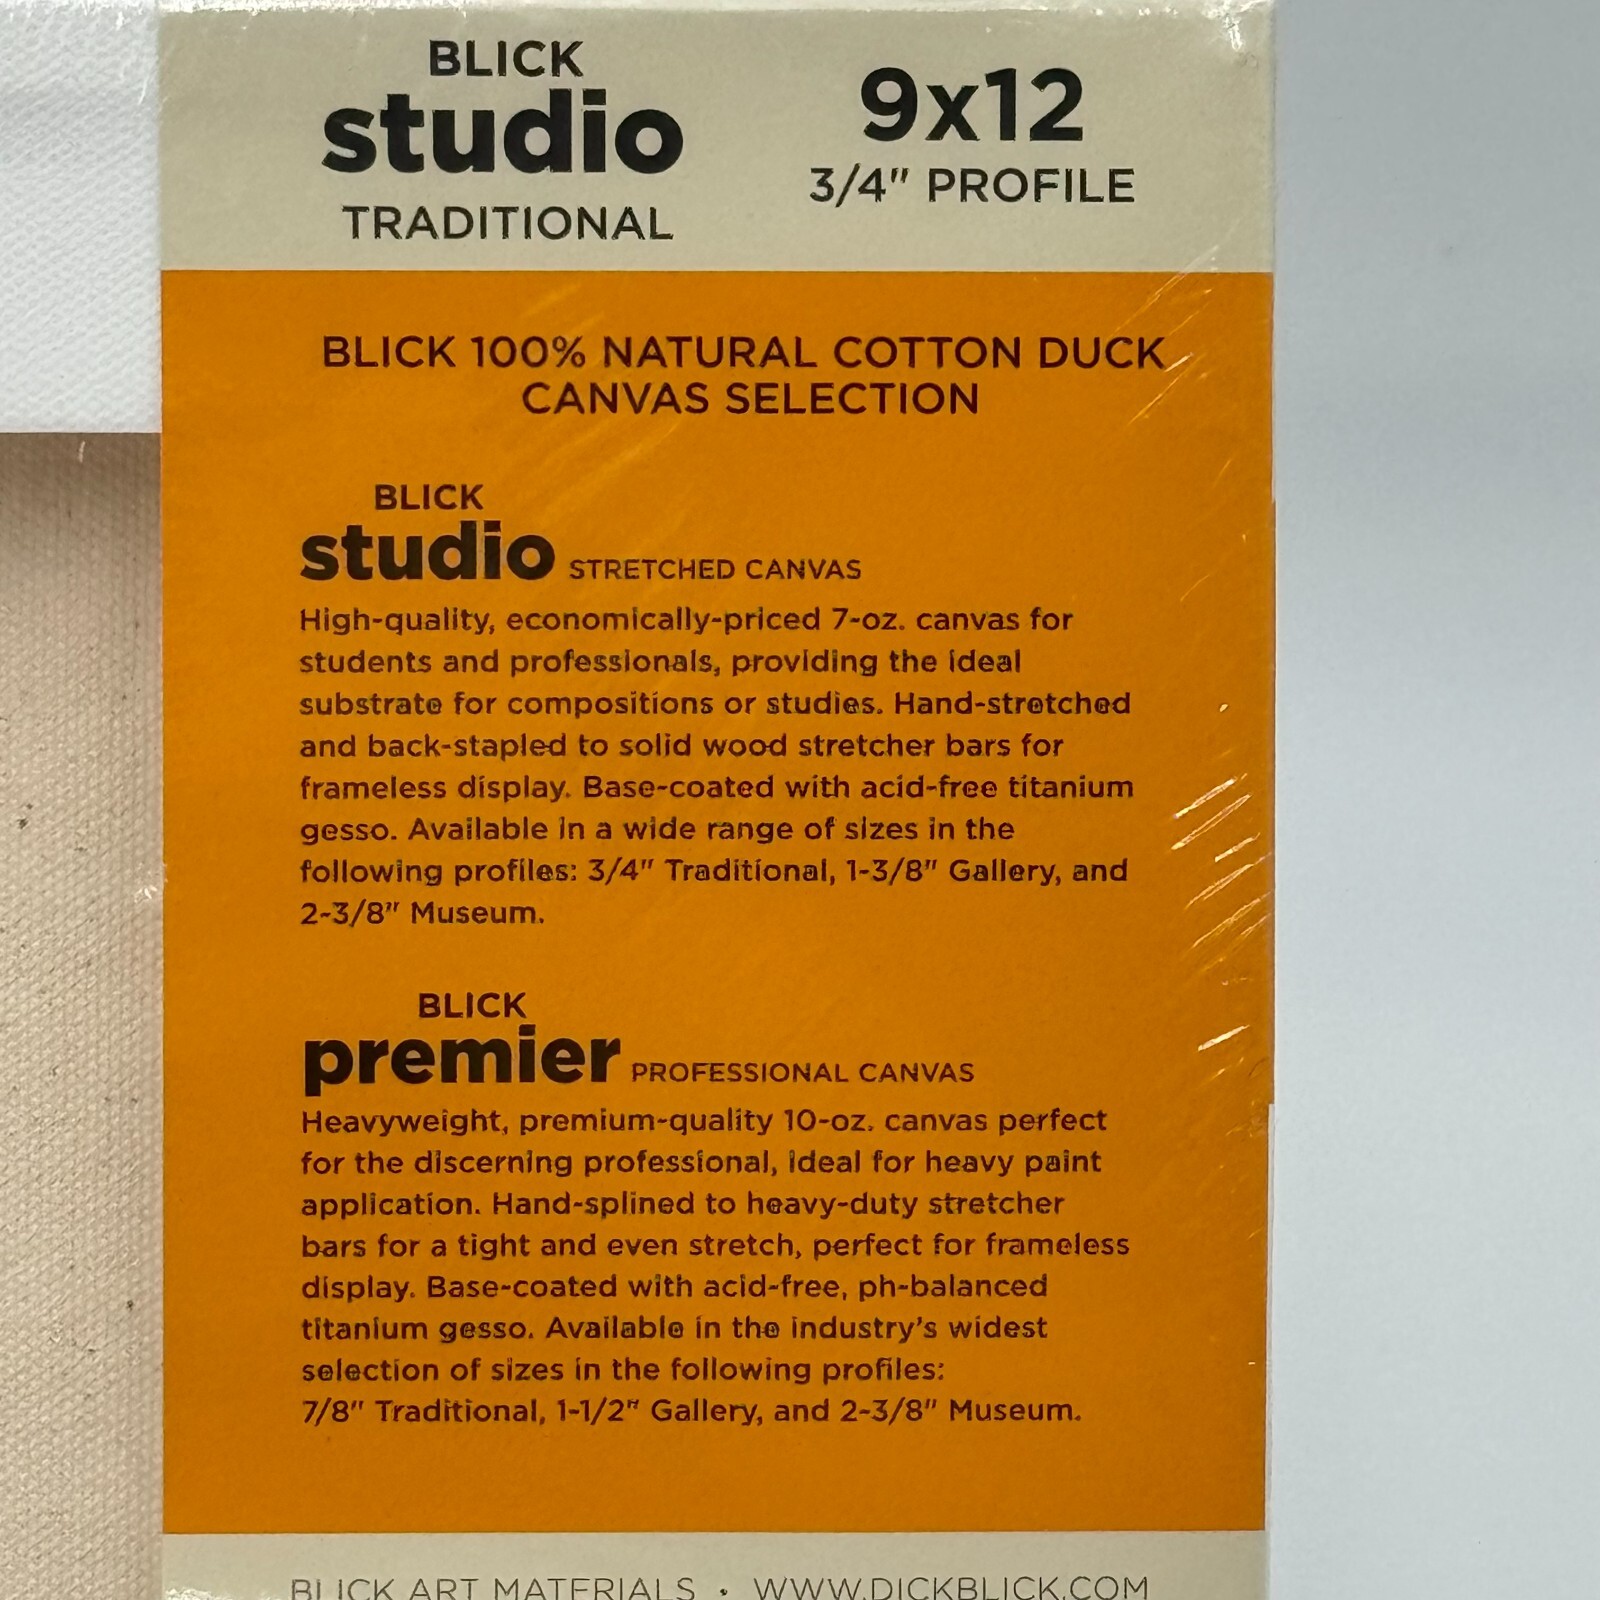 BLICK
studio
TRADITIONAL
9x12
3/4" PROFILE
BLICK 100% NATURAL COTTON DUCK
CANVAS SELECTION
BLICK
studio STRETCHED CANVAS
High-quality, economically-priced 7-oz. canvas for
students and professionals, providing the ideal
substrate for compositions or studies. Hand-stretched
and back-stapled to solid wood stretcher bars for
frameless display. Base-coated with acid-free titanium
gesso. Available in a wide range of sizes in the
following profiles: 3/4" Traditional, 1-3/8" Gallery, and
2-3/8" Museum.
BLICK
premier PROFESSIONAL CANVAS
Heavyweight, premium-quality 10-oz. canvas perfect
for the discerning professional, ideal for heavy paint
application. Hand-splined to heavy-duty stretcher
bars for a tight and even stretch, perfect for frameless
display. Base-coated with acid-free, ph-balanced
titanium gesso. Available in the industry's widest
selection of sizes in the following profiles:
7/8" Traditional, 1-1/2" Gallery, and 2-3/8" Museum.
BLICK ART MATERIALS • WWW.DICKBLICK.COM